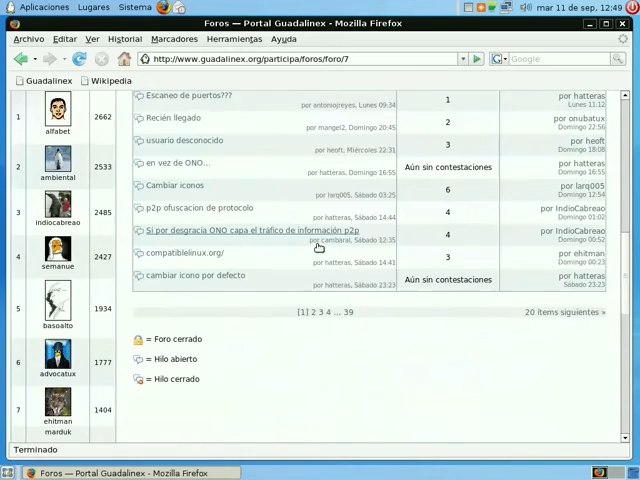 Aplicaciones Lugares Sistema mar 11 de sep, 12:49
Foros — Portal Guadalinex - Mozilla Firefox
Archivo Editar Ver Historial Marcadores Herramientas Ayuda
http://www.guadalinex.org/participa/foros/foro/7 Google
Guadalinex Wikipedia
1 alfabet 2662
2 ambiental 2533
3 indiocabreao 2485
4 semanue 2427
5 basoalto 1934
6 advocatux 1777
7 ehitman 1404
marduk
Escaneo de puertos???
por antoniojreyes, Lunes 09:34
1
por hatteras
Lunes 11:12
Recién llegado
por mangel2, Domingo 20:45
2
por onubatux
Domingo 22:56
usuario desconocido
por heoft, Miércoles 22:31
3
por heoft
Domingo 18:08
en vez de ONO...
por hatteras, Domingo 16:55
Aún sin contestaciones
por hatteras
Domingo 16:55
Cambiar iconos
por larq005, Sábado 03:25
6
por larq005
Domingo 12:54
p2p ofuscacion de protocolo
por hatteras, Sábado 14:44
4
por IndioCabreao
Domingo 01:02
Si por desgracia ONO capa el tráfico de información p2p
por cambaral, Sábado 12:35
4
por IndioCabreao
Domingo 00:52
compatiblelinux.org/
por hatteras, Sábado 14:41
3
por ehitman
Domingo 00:23
cambiar icono por defecto
por hatteras, Sábado 23:23
Aún sin contestaciones
por hatteras
Sábado 23:23
[1] 2 3 4 ... 39 20 items siguientes »
= Foro cerrado
= Hilo abierto
= Hilo cerrado
Terminado
Foros — Portal Guadalinex - Mozilla Firefox